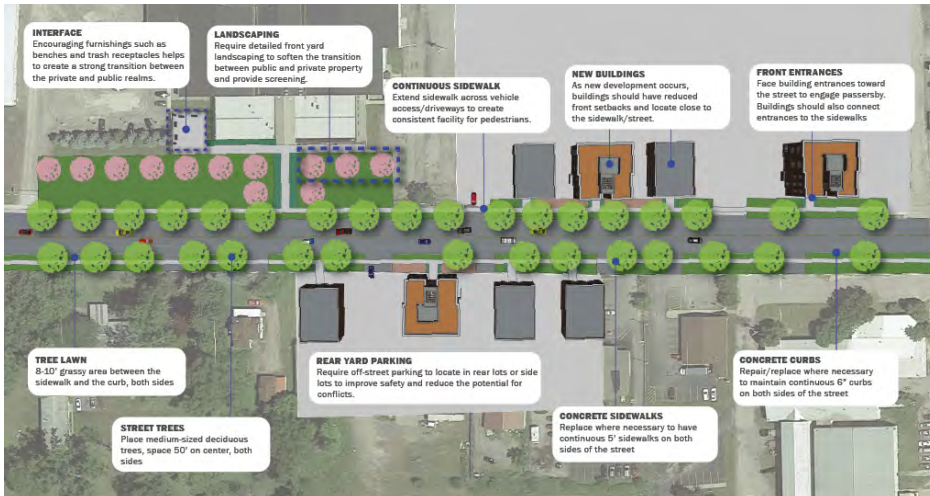 INTERFACE
Encouraging furnishings such as
benches and trash receptacles helps
to create a strong transition between
the private and public realms.
LANDSCAPING
Require detailed front yard
landscaping to soften the transition
between public and private property
and provide screening.
CONTINUOUS SIDEWALK
Extend sidewalk across vehicle
access/driveways to create
consistent facility for pedestrians.
NEW BUILDINGS
As new development occurs,
buildings should have reduced
front setbacks and locate close to
the sidewalk/street.
FRONT ENTRANCES
Face building entrances toward
the street to engage passersby.
Buildings should also connect
entrances to the sidewalks
TREE LAWN
8-10' grassy area between the
sidewalk and the curb, both sides
STREET TREES
Place medium-sized deciduous
trees, space 50' on center, both
sides
REAR YARD PARKING
Require off-street parking to locate in rear lots or side
lots to improve safety and reduce the potential for
conflicts.
CONCRETE SIDEWALKS
Replace where necessary to have
continuous 5' sidewalks on both
sides of the street
CONCRETE CURBS
Repair/replace where necessary
to maintain continuous 6" curbs
on both sides of the street